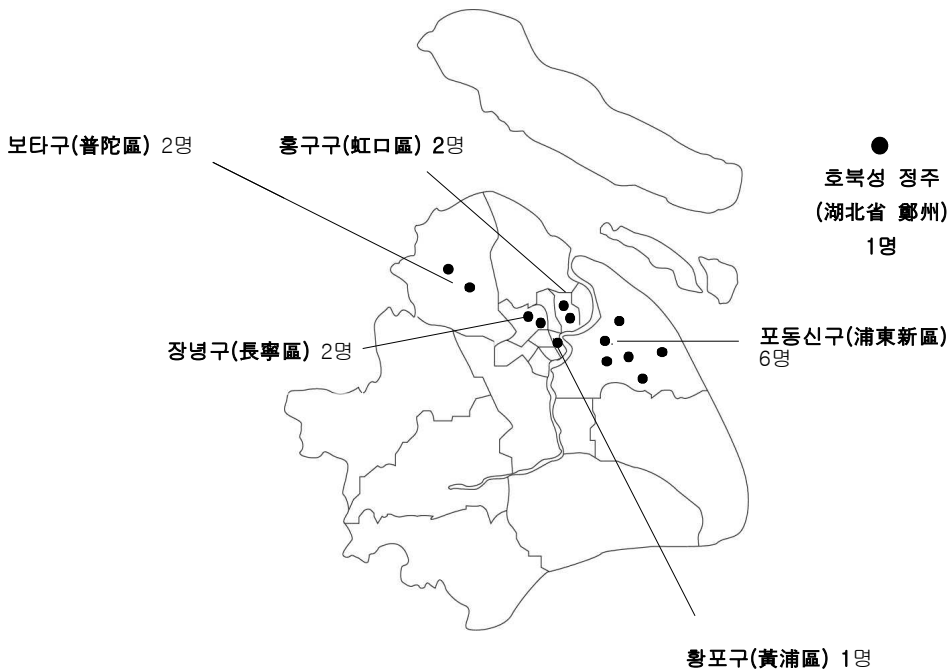 보타구(普陀區) 2명
홍구구(虹口區) 2명
호북성 정주
(湖北省 鄭州)
1명
장녕구(長寧區) 2명
포동신구(浦東新區)
6명
황포구(黃浦區) 1명